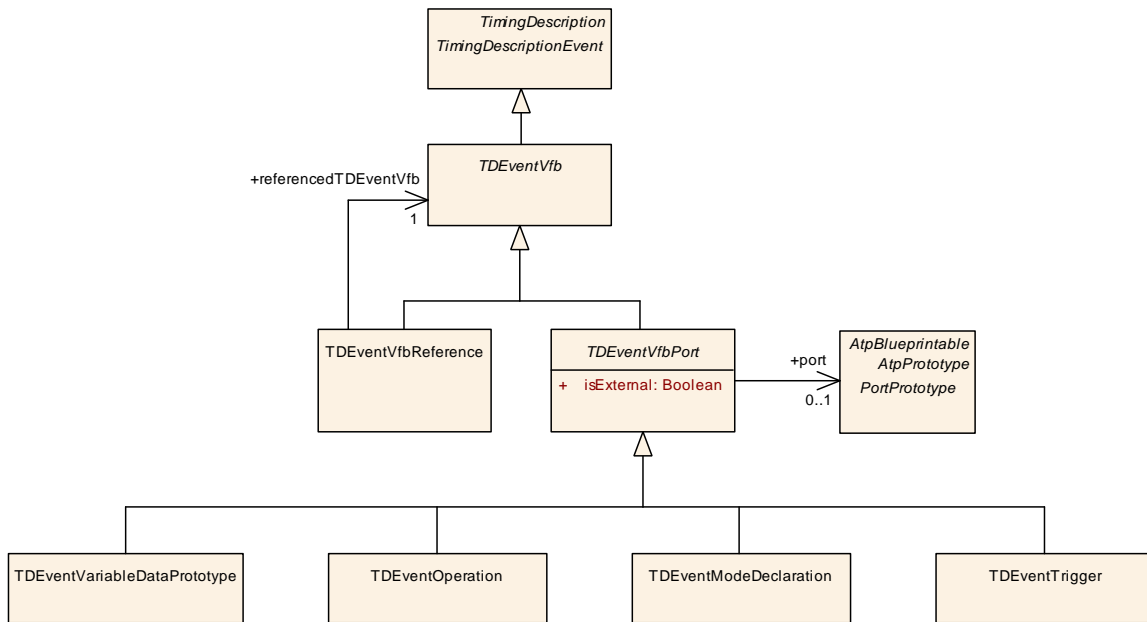 TimingDescription
TimingDescriptionEvent
TDEventVfb
+referencedTDEventVfb
1
TDEventVfbReference
TDEventVfbPort
+ isExternal: Boolean
+port
0..1
AtpBlueprintable
AtpPrototype
PortPrototype
TDEventVariableDataPrototype
TDEventOperation
TDEventModeDeclaration
TDEventTrigger